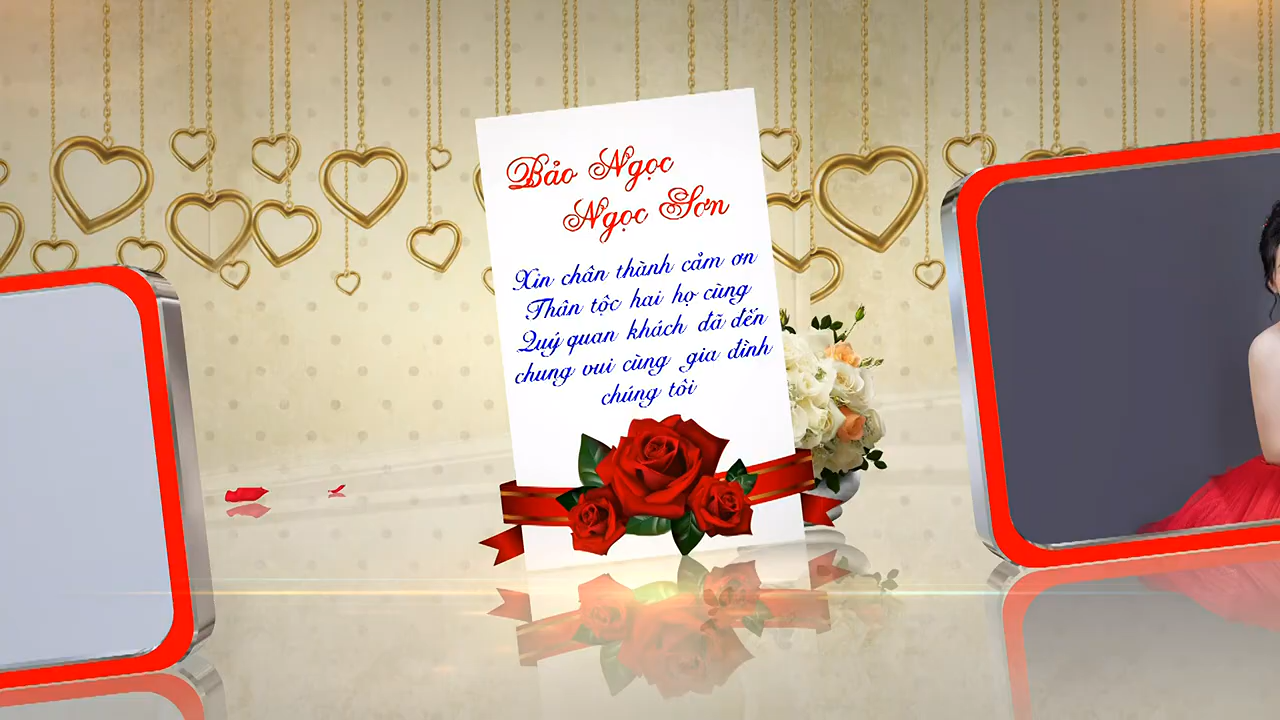 Bảo Ngọc
Ngọc Sơn
Xin chân thành cảm ơn
Thân tộc hai họ cùng
Quý quan khách đã đến
chung vui cùng gia đình
chúng tôi